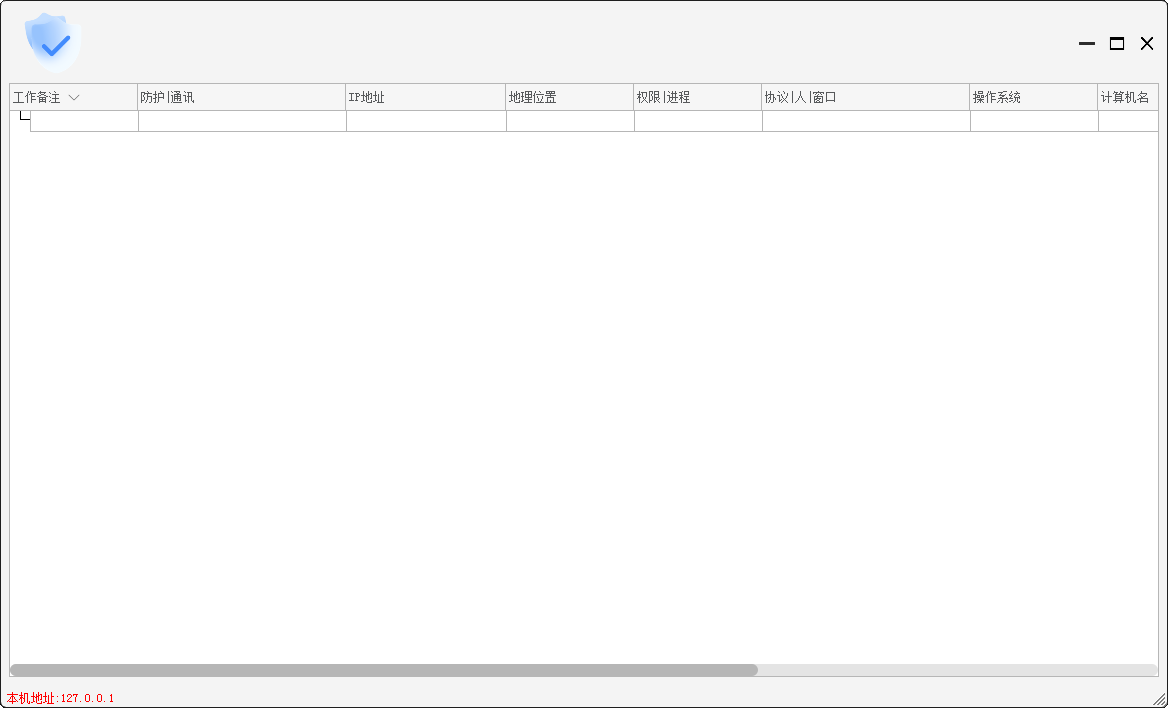 工作备注 防护|通讯 IP地址 地理位置 权限|进程 协议|人|窗口 操作系统 计算机名
本机地址:127.0.0.1